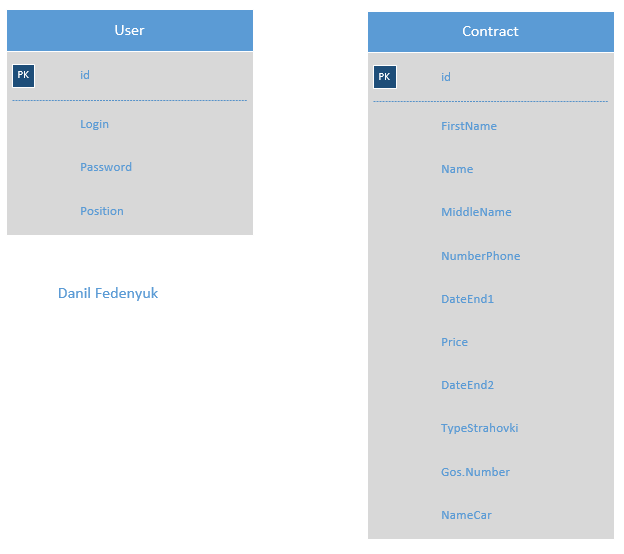 User
PK
id
Login
Password
Position
Danil Fedenyuk
Contract
PK
id
FirstName
Name
MiddleName
NumberPhone
DateEnd1
Price
DateEnd2
TypeStrahovki
Gos.Number
NameCar